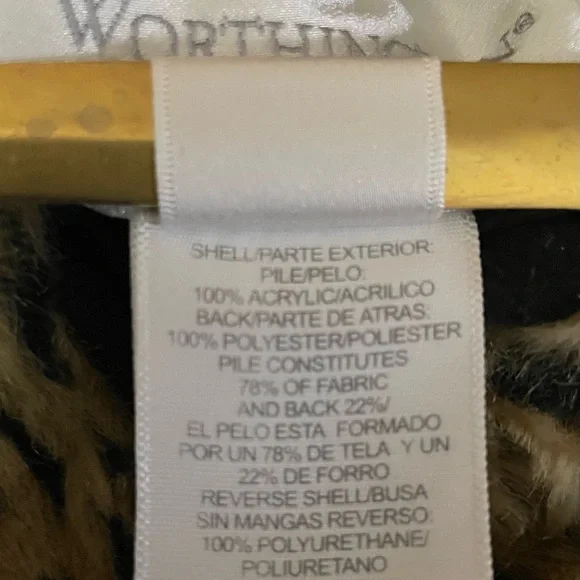 WORTHINGTON®
SHELL/PARTE EXTERIOR:
PILE/PELO:
100% ACRYLIC/ACRILICO
BACK/PARTE DE ATRAS:
100% POLYESTER/POLIESTER
PILE CONSTITUTES
78% OF FABRIC
AND BACK 22%/
EL PELO ESTA FORMADO
POR UN 78% DE TELA Y UN
22% DE FORRO
REVERSE SHELL/BUSA
SIN MANGAS REVERSO:
100% POLYURETHANE/
POLIURETANO